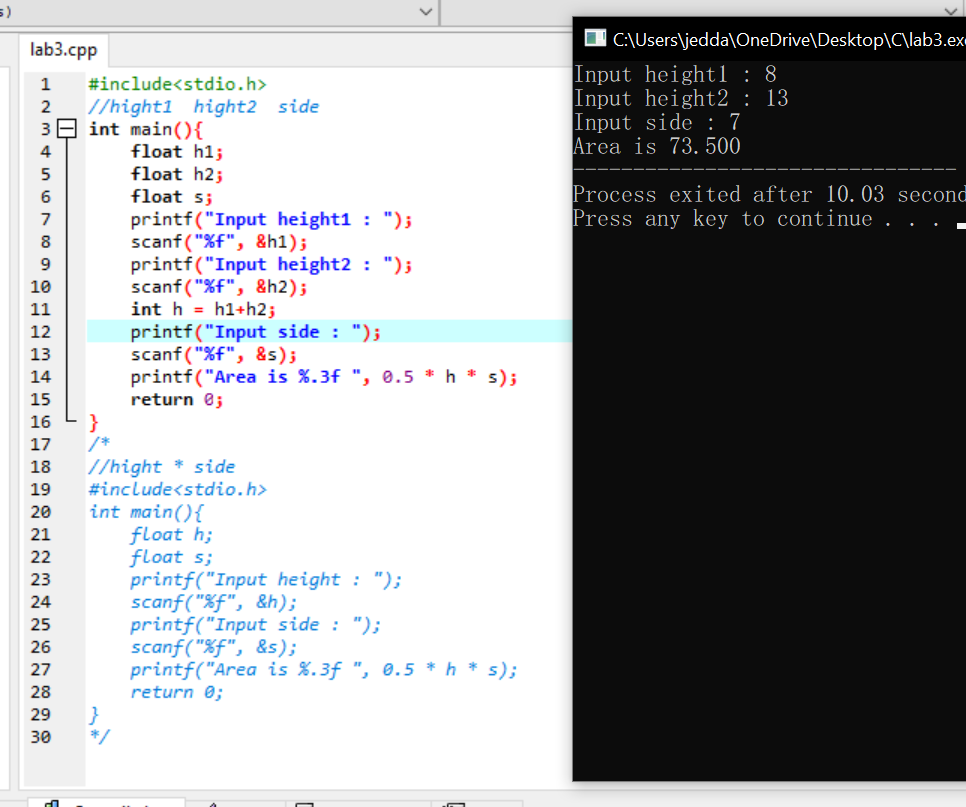 s)
lab3.cpp
1 #include<stdio.h>
2 //hight1 hight2 side
3 int main(){
4 float h1;
5 float h2;
6 float s;
7 printf("Input height1 : ");
8 scanf("%f", &h1);
9 printf("Input height2 : ");
10 scanf("%f", &h2);
11 int h = h1+h2;
12 printf("Input side : ");
13 scanf("%f", &s);
14 printf("Area is %.3f ", 0.5 * h * s);
15 return 0;
16 }
17 /*
18 //hight * side
19 #include<stdio.h>
20 int main(){
21 float h;
22 float s;
23 printf("Input height : ");
24 scanf("%f", &h);
25 printf("Input side : ");
26 scanf("%f", &s);
27 printf("Area is %.3f ", 0.5 * h * s);
28 return 0;
29 }
30 */
C:\Users\jedda\OneDrive\Desktop\C\lab3.exe
Input height1 : 8
Input height2 : 13
Input side : 7
Area is 73.500
--------------------------------
Process exited after 10.03 second
Press any key to continue . . .